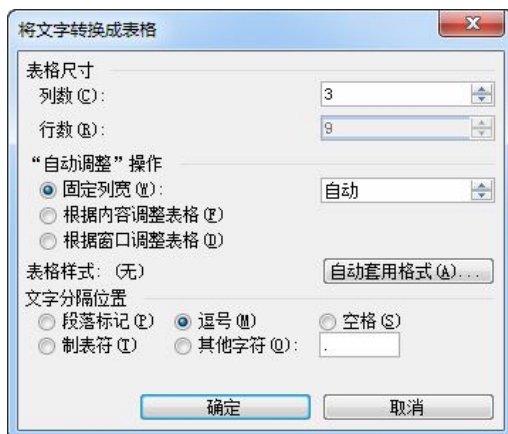 将文字转换成表格
表格尺寸
列数(C): 3
行数(R): 9
“自动调整”操作
固定列宽(W): 自动
根据内容调整表格(F)
根据窗口调整表格(D)
表格样式: (无) 自动套用格式(A)...
文字分隔位置
段落标记(P) 逗号(M) 空格(S)
制表符(T) 其他字符(O): .
确定 取消